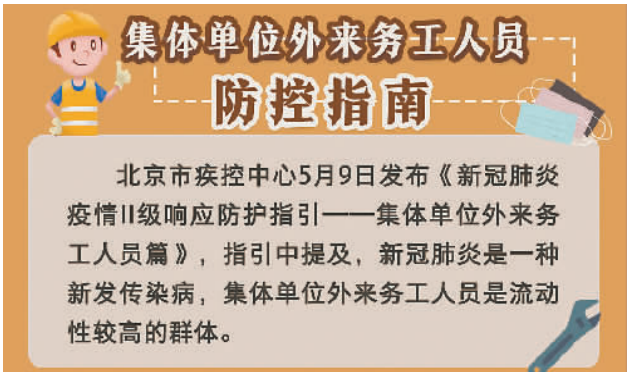 集体单位外来务工人员
防控指南
北京市疾控中心5月9日发布《新冠肺炎
疫情II级响应防护指引——集体单位外来务
工人员篇》，指引中提及，新冠肺炎是一种
新发传染病，集体单位外来务工人员是流动
性较高的群体。